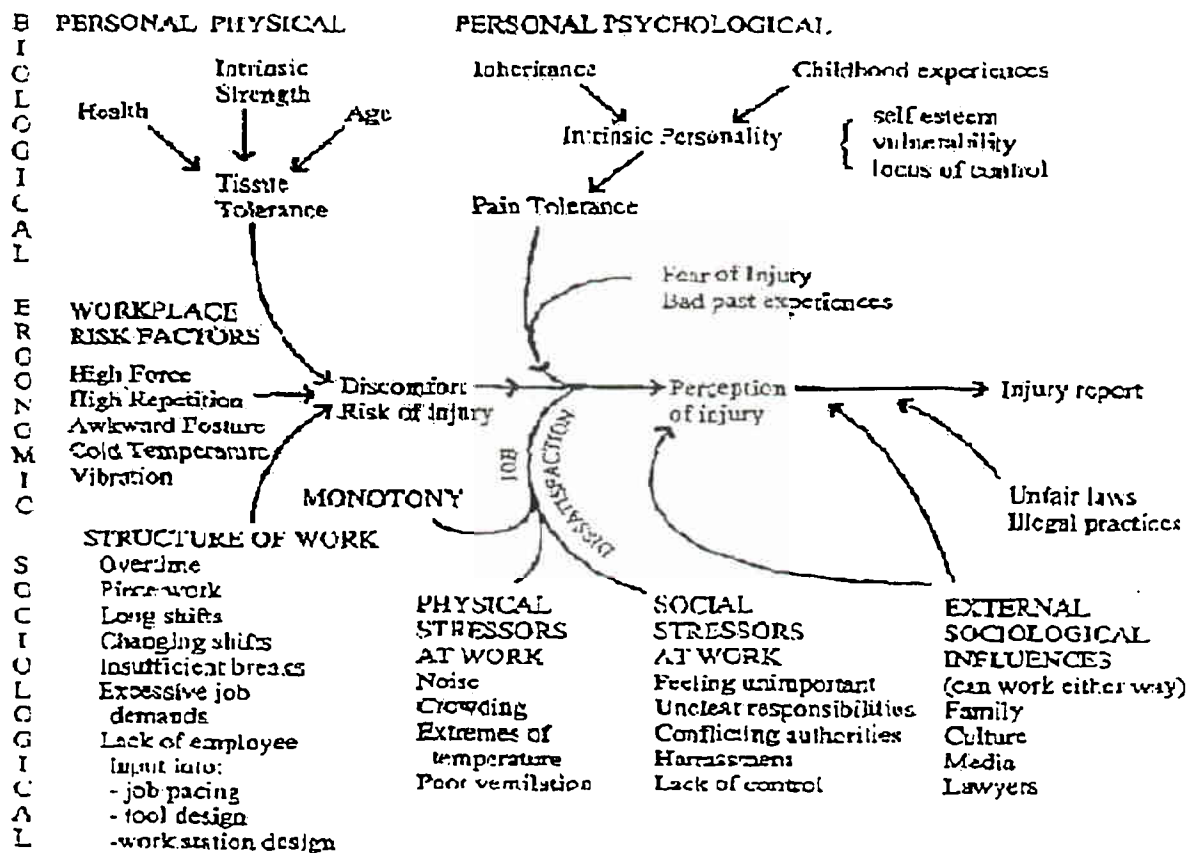 BIOLOGICAL
ERGONOMIC
SOCIOLOGICAL
PERSONAL PHYSICAL
Intrinsic
Strength
Health
Age
Tissue
Tolerance
PERSONAL PSYCHOLOGICAL
Inheritance
Childhood experiences
Intrinsic Personality
{ self esteem
vulnerability
locus of control
Pain Tolerance
Fear of Injury
Bad past experiences
WORKPLACE
RISK FACTORS
High Force
High Repetition
Awkward Posture
Cold Temperature
Vibration
Discomfort
Risk of injury
Perception
of injury
Injury report
JOB
DISSATISFACTION
MONOTONY
Unfair laws
Illegal practices
STRUCTURE OF WORK
Overtime
Piece work
Long shifts
Changing shifts
Insufficient breaks
Excessive job
demands
Lack of employee
Input into:
- job pacing
- tool design
-work station design
PHYSICAL
STRESSORS
AT WORK
Noise
Crowding
Extremes of
temperature
Poor ventilation
SOCIAL
STRESSORS
AT WORK
Feeling unimportant
Unclear responsibilities
Conflicting authorities
Harrassment
Lack of control
EXTERNAL
SOCIOLOGICAL
INFLUENCES
(can work either way)
Family
Culture
Media
Lawyers